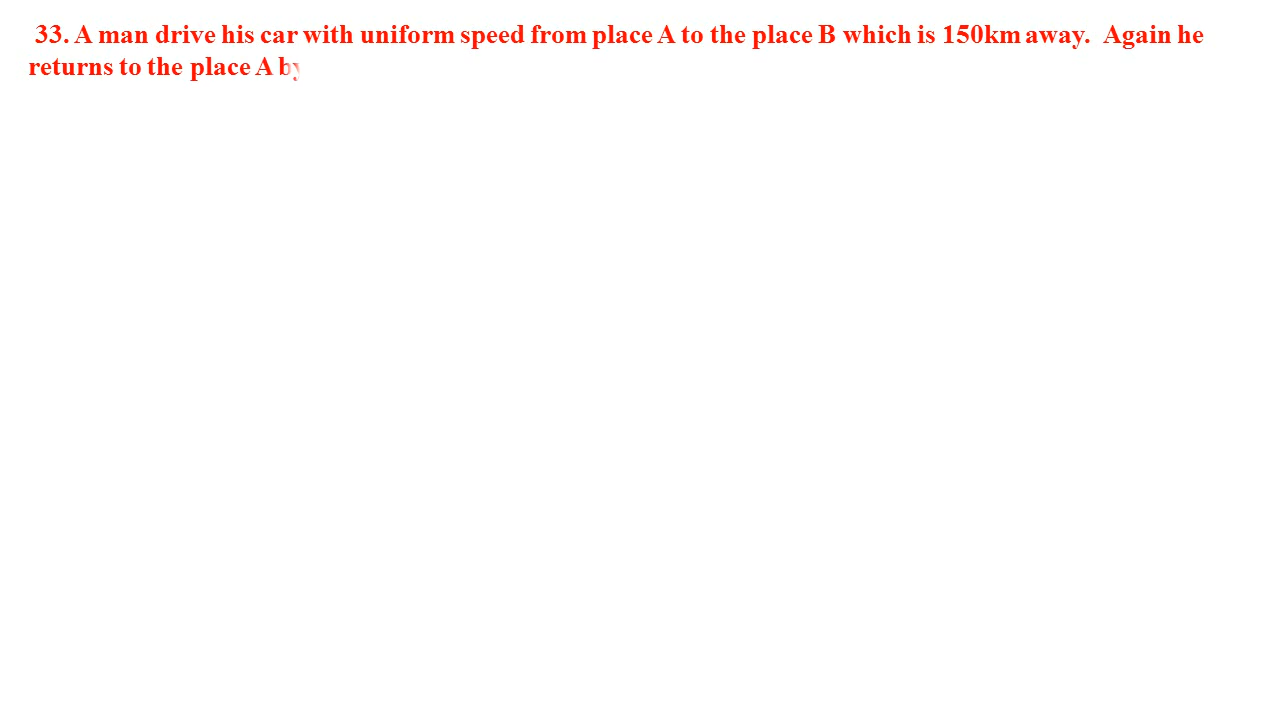 33. A man drive his car with uniform speed from place A to the place B which is 150km away. Again he
returns to the place A by